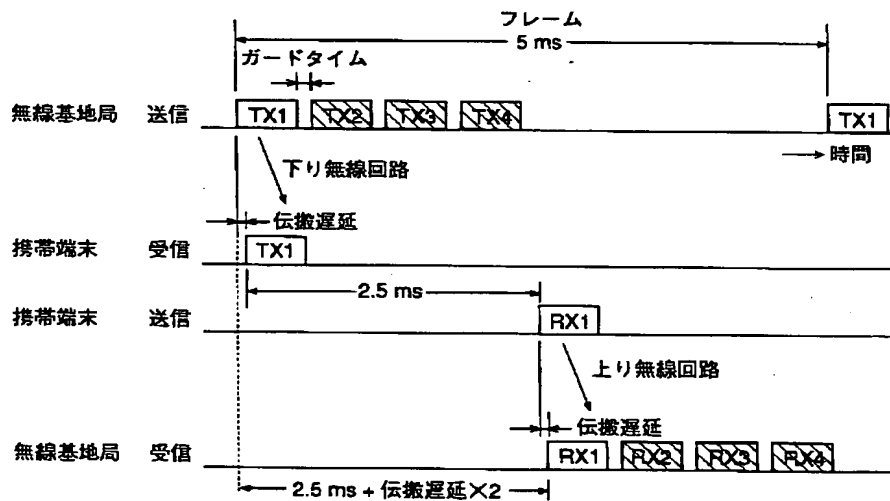 フレーム
5 ms
ガードタイム
無線基地局 送信 TX1 TX2 TX3 TX4 TX1
時間
下り無線回路
伝搬遅延
携帯端末 受信 TX1
2.5 ms
携帯端末 送信 RX1
上り無線回路
伝搬遅延
無線基地局 受信 RX1 RX2 RX3 RX4
2.5 ms + 伝搬遅延×2